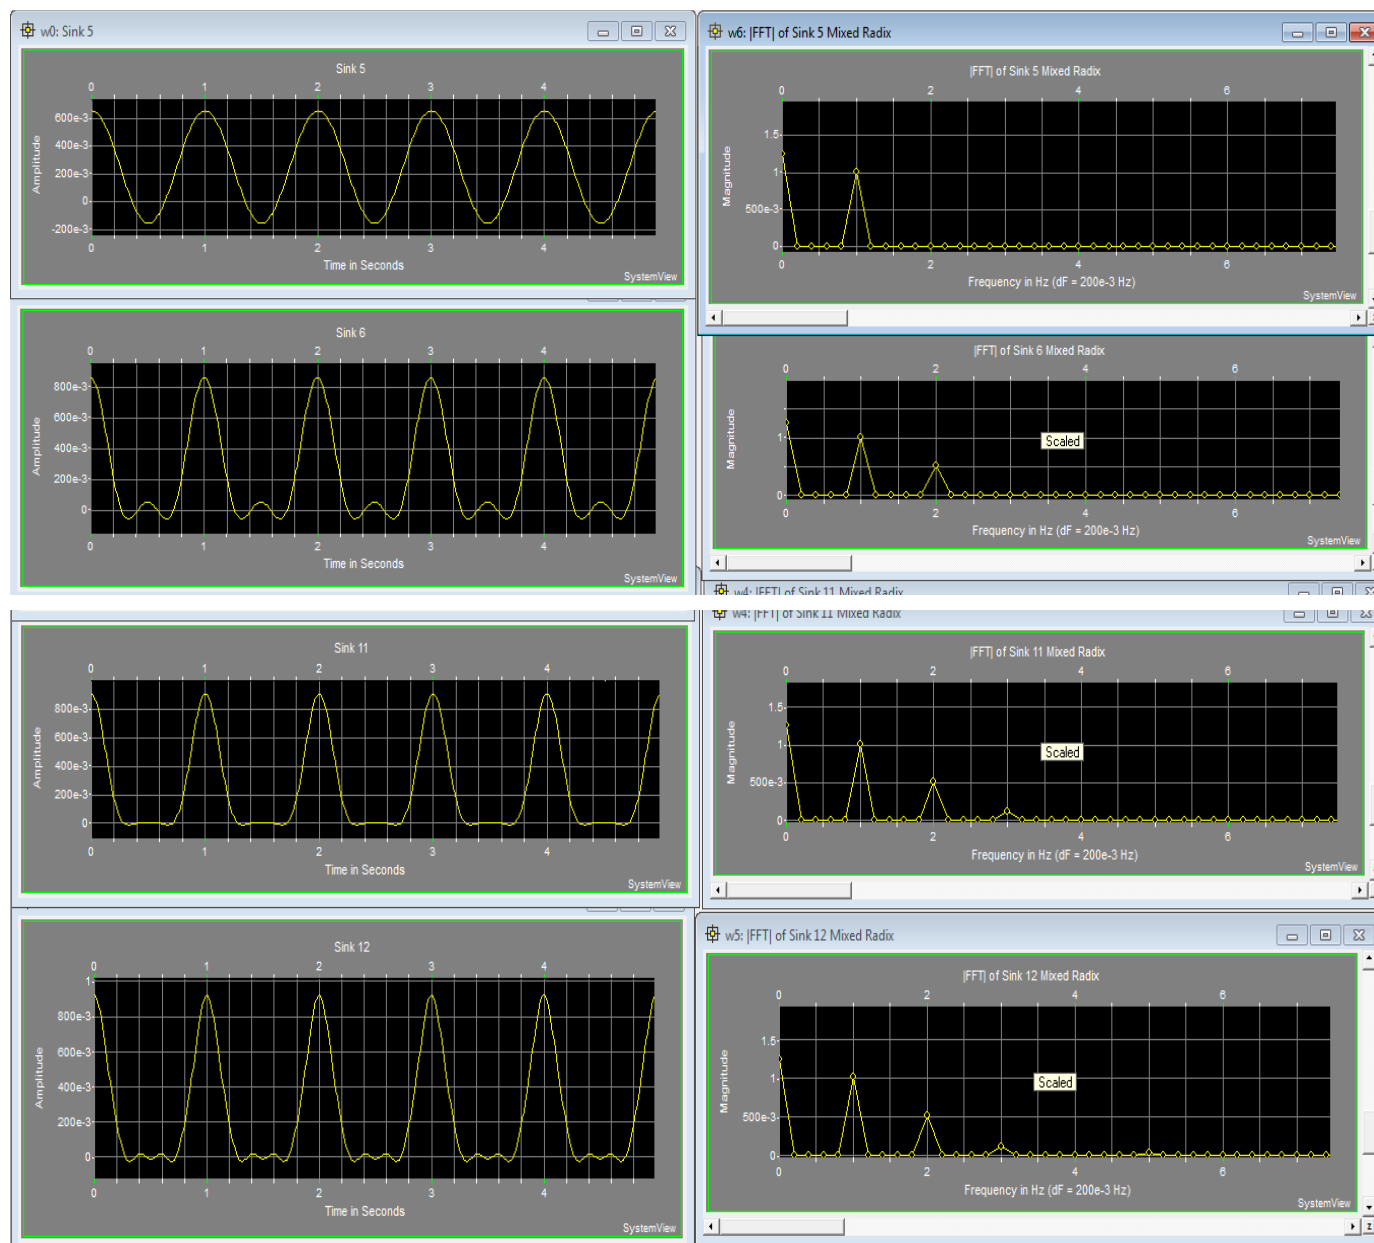 w0: Sink 5
Sink 5
0 1 2 3 4
600e-3
400e-3
200e-3
0
-200e-3
Amplitude
0 1 2 3 4
Time in Seconds
SystemView
w6: |FFT| of Sink 5 Mixed Radix
|FFT| of Sink 5 Mixed Radix
0 2 4 6
1.5
1
500e-3
0
Magnitude
0 2 4 6
Frequency in Hz (dF = 200e-3 Hz)
SystemView
Sink 6
0 1 2 3 4
800e-3
600e-3
400e-3
200e-3
0
Amplitude
0 1 2 3 4
Time in Seconds
SystemView
|FFT| of Sink 6 Mixed Radix
0 2 4 6
1
0
Magnitude
Scaled
0 2 4 6
Frequency in Hz (dF = 200e-3 Hz)
SystemView
w4: |FFT| of Sink 11 Mixed Radix
w4: |FFT| of Sink 11 Mixed Radix
Sink 11
0 1 2 3 4
800e-3
600e-3
400e-3
200e-3
0
Amplitude
0 1 2 3 4
Time in Seconds
SystemView
|FFT| of Sink 11 Mixed Radix
0 2 4 6
1.5
1
500e-3
0
Magnitude
Scaled
0 2 4 6
Frequency in Hz (dF = 200e-3 Hz)
SystemView
Sink 12
0 1 2 3 4
1
800e-3
600e-3
400e-3
200e-3
0
Amplitude
0 1 2 3 4
Time in Seconds
SystemView
w5: |FFT| of Sink 12 Mixed Radix
|FFT| of Sink 12 Mixed Radix
0 2 4 6
1.5
1
500e-3
0
Magnitude
Scaled
0 2 4 6
Frequency in Hz (dF = 200e-3 Hz)
SystemView
z